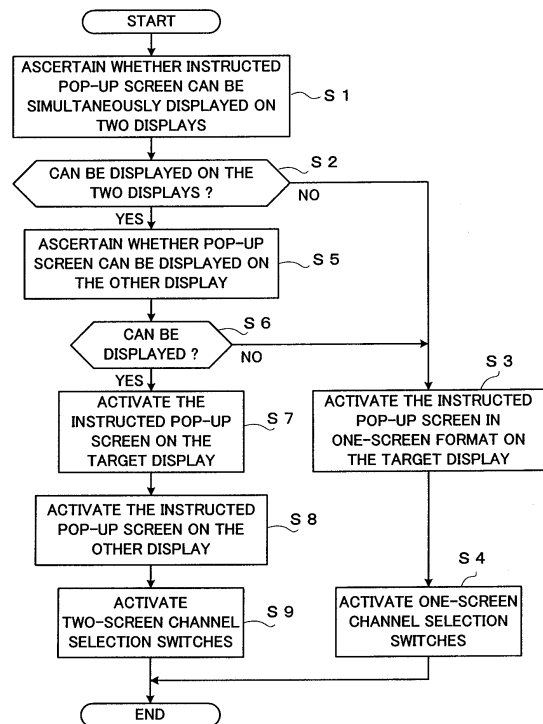 START
ASCERTAIN WHETHER INSTRUCTED
POP-UP SCREEN CAN BE
SIMULTANEOUSLY DISPLAYED ON
TWO DISPLAYS
S 1
CAN BE DISPLAYED ON THE
TWO DISPLAYS ?
S 2
NO
YES
ASCERTAIN WHETHER POP-UP
SCREEN CAN BE DISPLAYED ON
THE OTHER DISPLAY
S 5
CAN BE
DISPLAYED ?
S 6
NO
YES
ACTIVATE THE
INSTRUCTED POP-UP
SCREEN ON THE
TARGET DISPLAY
S 7
ACTIVATE THE INSTRUCTED
POP-UP SCREEN IN
ONE-SCREEN FORMAT ON
THE TARGET DISPLAY
S 3
ACTIVATE THE INSTRUCTED
POP-UP SCREEN ON THE
OTHER DISPLAY
S 8
ACTIVATE
TWO-SCREEN CHANNEL
SELECTION SWITCHES
S 9
ACTIVATE ONE-SCREEN
CHANNEL SELECTION
SWITCHES
S 4
END